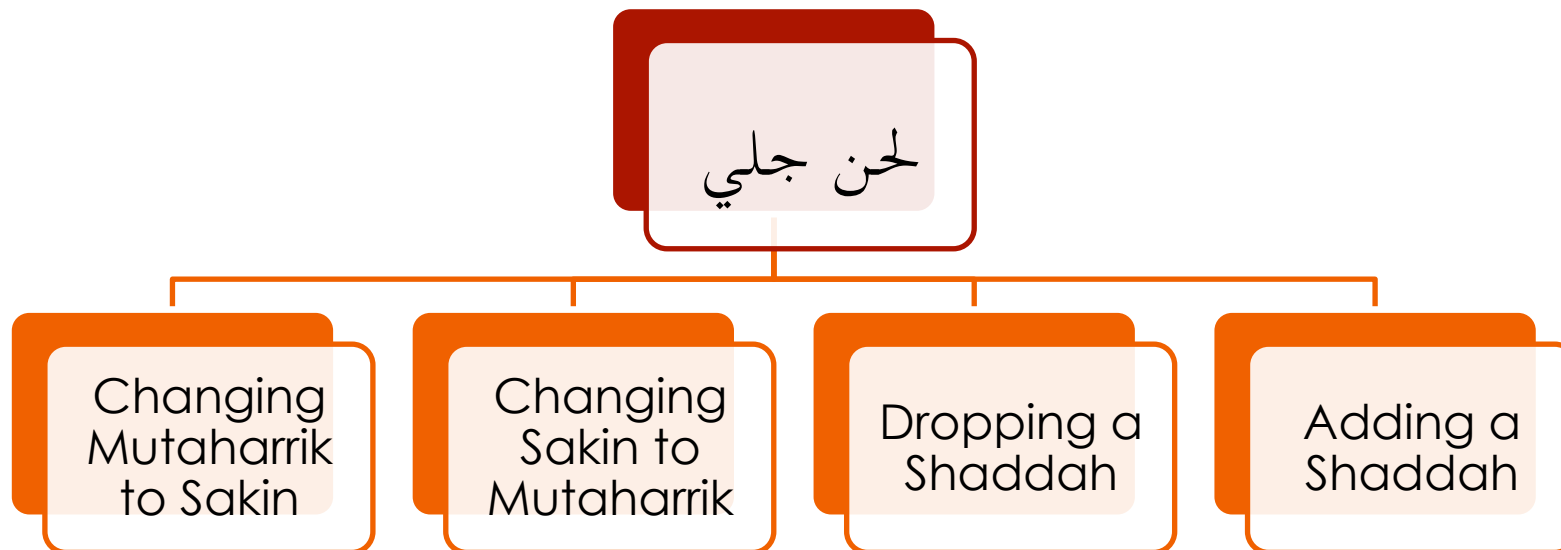 لحن جلي
Changing
Mutaharrik
to Sakin
Changing
Sakin to
Mutaharrik
Dropping a
Shaddah
Adding a
Shaddah